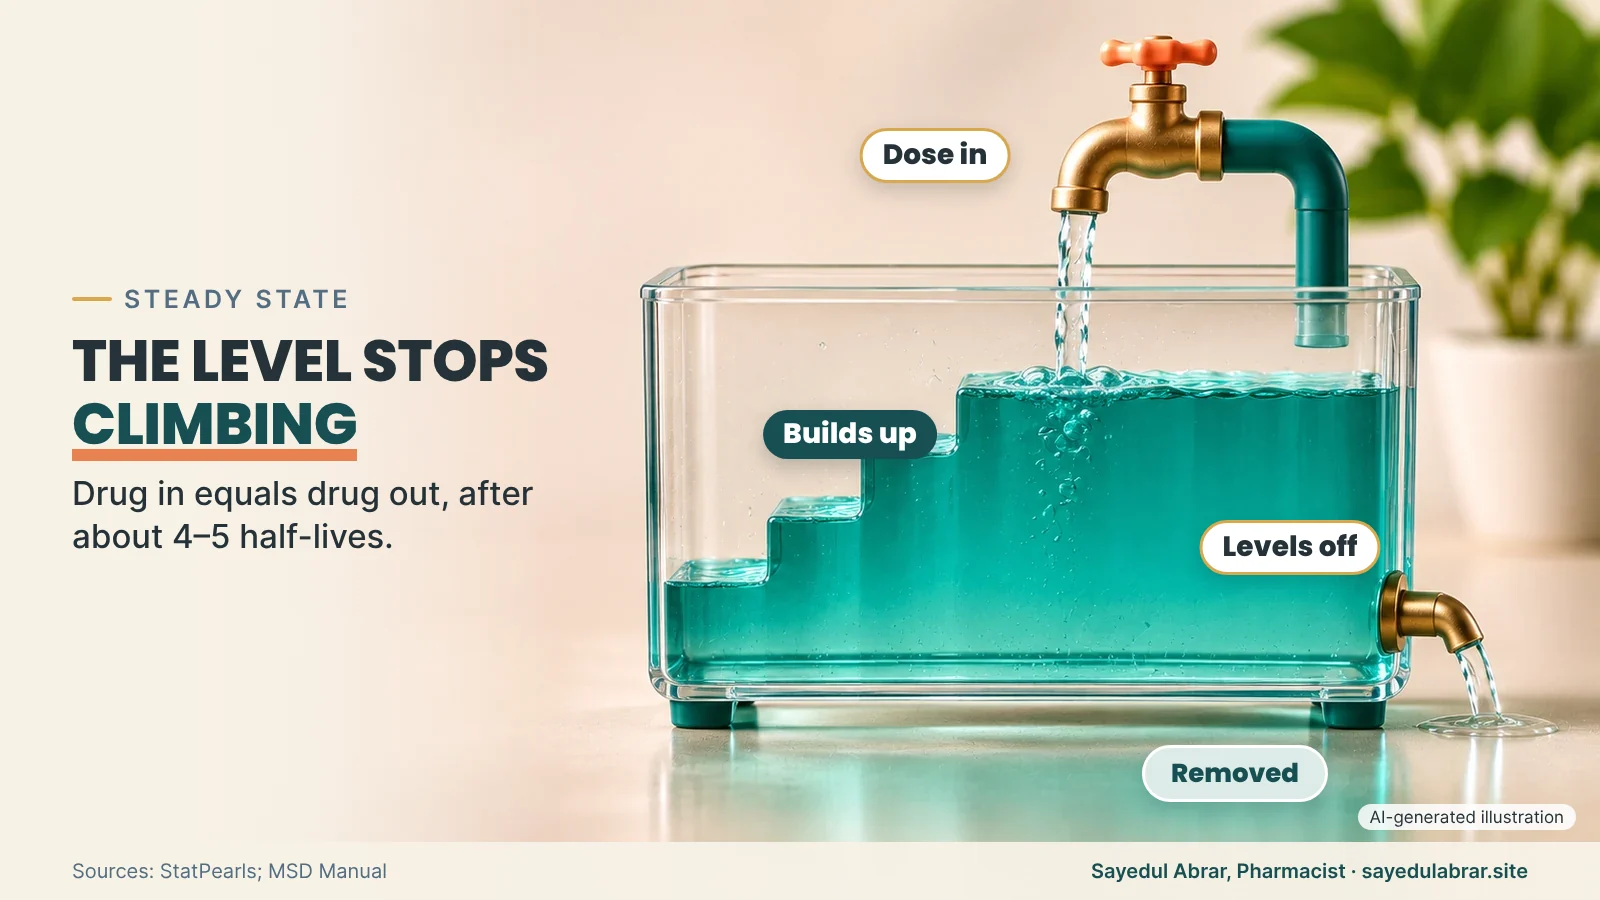 STEADY STATE
THE LEVEL STOPS
CLIMBING
Drug in equals drug out, after
about 4–5 half-lives.
Dose in
Builds up
Levels off
Removed
AI-generated illustration
Sources: StatPearls; MSD Manual
Sayedul Abrar, Pharmacist · sayedulabrar.site